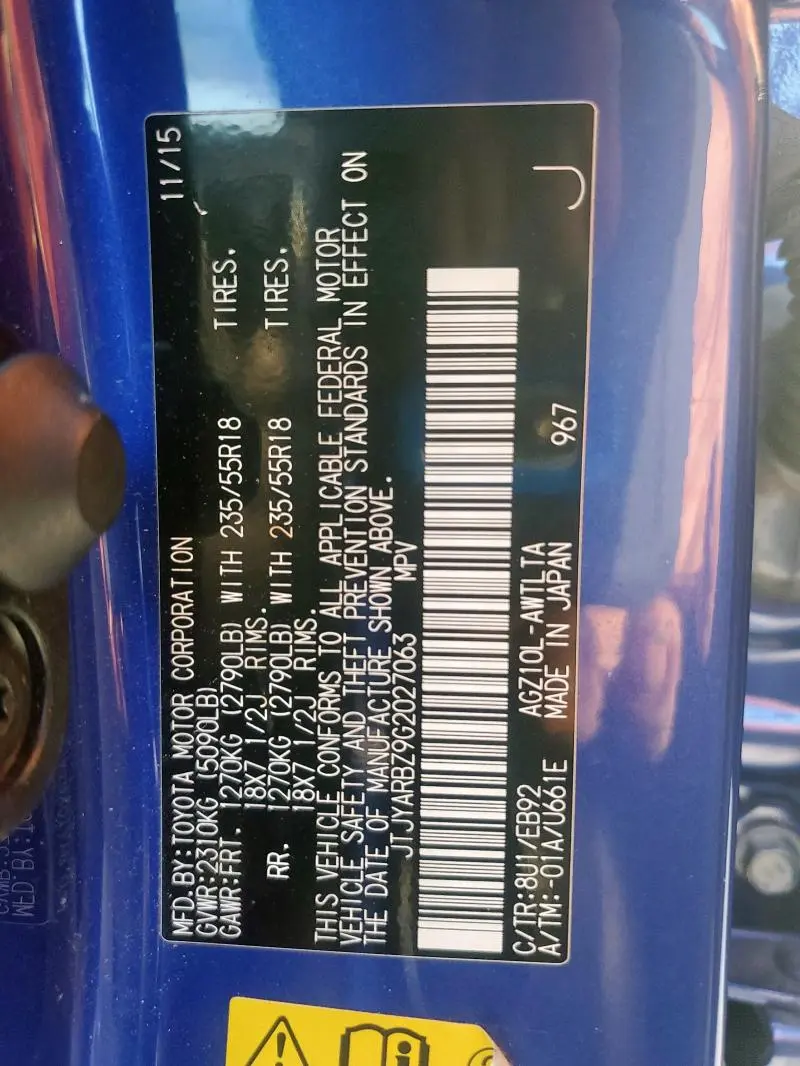 MFD.BY:TOYOTA MOTOR CORPORATION 11/15
GVWR:2310KG (5090LB)
GAWR:FRT. 1270KG (2790LB) WITH 235/55R18 TIRES.
18X7 1/2J RIMS.
RR. 1270KG (2790LB) WITH 235/55R18 TIRES.
18X7 1/2J RIMS.
THIS VEHICLE CONFORMS TO ALL APPLICABLE FEDERAL MOTOR
VEHICLE SAFETY AND THEFT PREVENTION STANDARDS IN EFFECT ON
THE DATE OF MANUFACTURE SHOWN ABOVE.
JTJYARBZ9G2027063 MPV
C/TR:8U1/EB92 AGZ10L-AWTLTA 967
A/TM:-01A/U661E MADE IN JAPAN
J